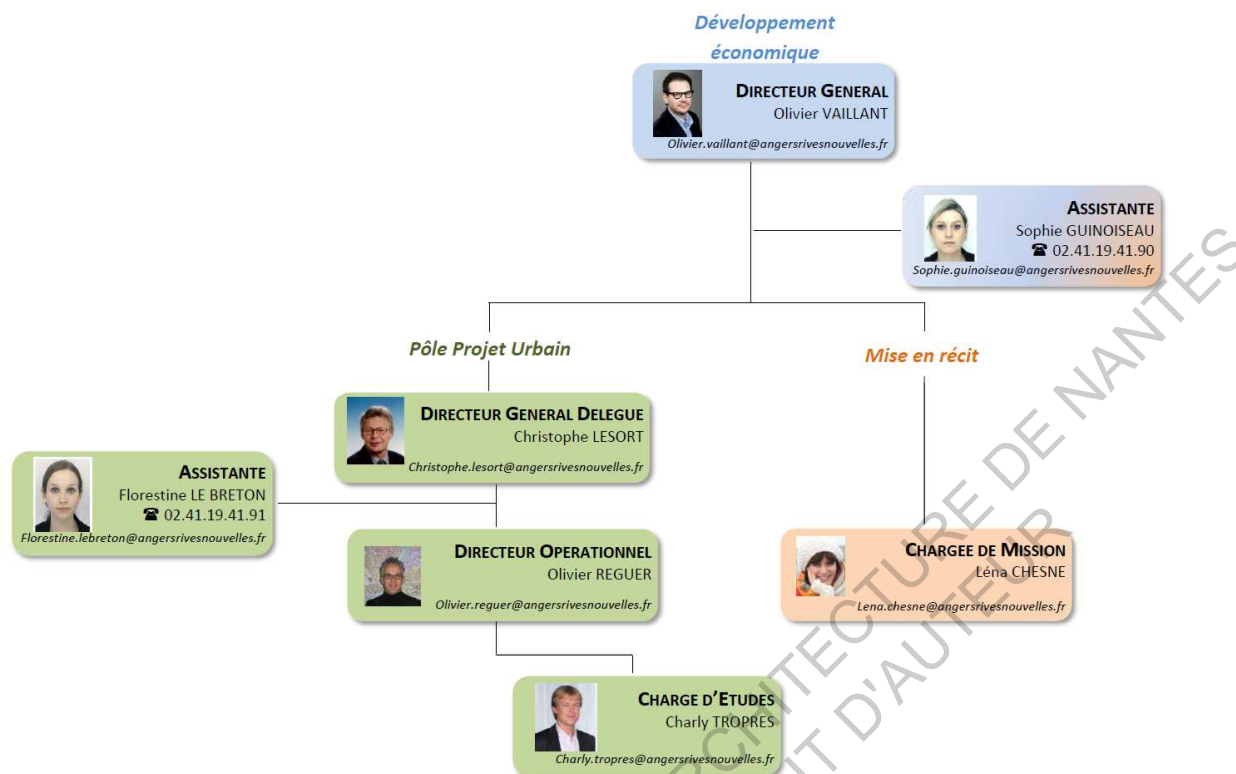 Développement
économique
DIRECTEUR GENERAL
Olivier VAILLANT
Olivier.vaillant@angersrivesnouvelles.fr
ASSISTANTE
Sophie GUINOISEAU
☎ 02.41.19.41.90
Sophie.guinoiseau@angersrivesnouvelles.fr
Pôle Projet Urbain
Mise en récit
DIRECTEUR GENERAL DELEGUE
Christophe LESORT
Christophe.lesort@angersrivesnouvelles.fr
ASSISTANTE
Florestine LE BRETON
☎ 02.41.19.41.91
Florestine.lebreton@angersrivesnouvelles.fr
DIRECTEUR OPERATIONNEL
Olivier REGUER
Olivier.reguer@angersrivesnouvelles.fr
CHARGEE DE MISSION
Léna CHESNE
Lena.chesne@angersrivesnouvelles.fr
CHARGE D'ETUDES
Charly TROPRES
Charly.tropres@angersrivesnouvelles.fr
DE NANTES
D'AUTEUR